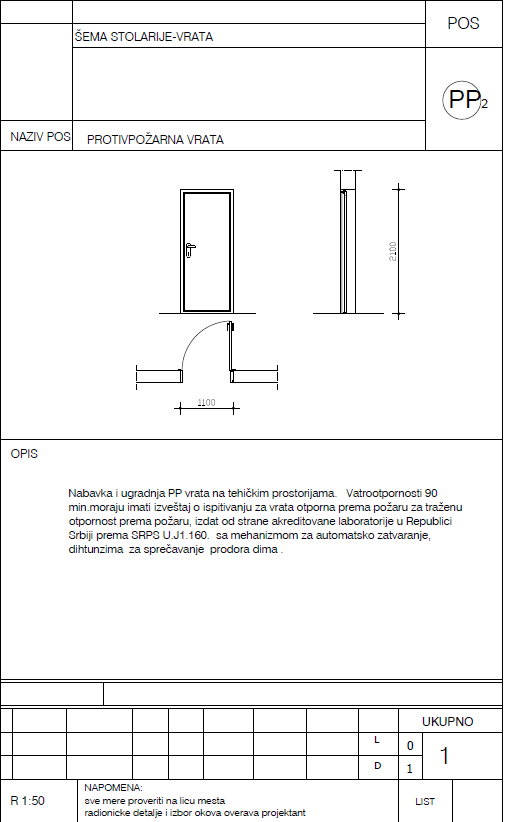 POS
ŠEMA STOLARIJE-VRATA
PP2
NAZIV POS
PROTIVPOŽARNA VRATA
2100
1100
OPIS
Nabavka i ugradnja PP vrata na tehičkim prostorijama. Vatrootpornosti 90
min.moraju imati izveštaj o ispitivanju za vrata otporna prema požaru za traženu
otpornost prema požaru, izdat od strane akreditovane laboratorije u Republici
Srbiji prema SRPS U.J1.160. sa mehanizmom za automatsko zatvaranje,
dihtunzima za sprečavanje prodora dima .
UKUPNO
L 0
1
D 1
R 1:50
NAPOMENA:
sve mere proveriti na licu mesta
radionicke detalje i izbor okova overava projektant
LIST